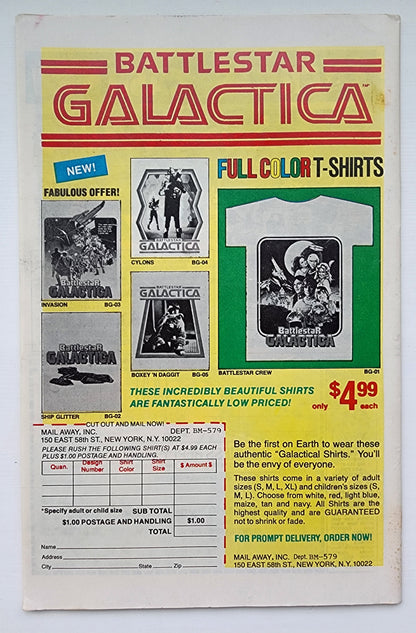 BATTLESTAR
GALACTICA™
NEW!
FABULOUS OFFER!
FULL COLOR T-SHIRTS
BATTLESTAR
GALACTICA
CYLONS BG-04
Battlestar
GALACTICA
INVASION BG-03
BATTLESTAR
GALACTICA
BOXEY 'N DAGGIT BG-05
BattlestaR
GALACTICA
SHIP GLITTER BG-02
BattlestaR
GALACTICA
BATTLESTAR CREW BG-01
THESE INCREDIBLY BEAUTIFUL SHIRTS
ARE FANTASTICALLY LOW PRICED!
only $4.99 each
CUT OUT AND MAIL NOW!
MAIL AWAY, INC. DEPT. BM-579
150 EAST 58th ST., NEW YORK, N.Y. 10022
PLEASE RUSH THE FOLLOWING SHIRT(S) AT $4.99 EACH
PLUS $1.00 POSTAGE AND HANDLING.
Quan. Design Number Shirt Color Shirt Size $ Amount $
*Specify adult or child size SUB TOTAL
$1.00 POSTAGE AND HANDLING $1.00
TOTAL
Name
Address
City State Zip
Be the first on Earth to wear these
authentic "Galactical Shirts." You'll
be the envy of everyone.
These shirts come in a variety of adult
sizes (S, M, L, XL) and children's sizes (S,
M, L). Choose from white, red, light blue,
maize, tan and navy. All Shirts are the
highest quality and are GUARANTEED
not to shrink or fade.
FOR PROMPT DELIVERY, ORDER NOW!
MAIL AWAY, INC. Dept. BM-579
150 EAST 58th ST., NEW YORK, N.Y. 10022